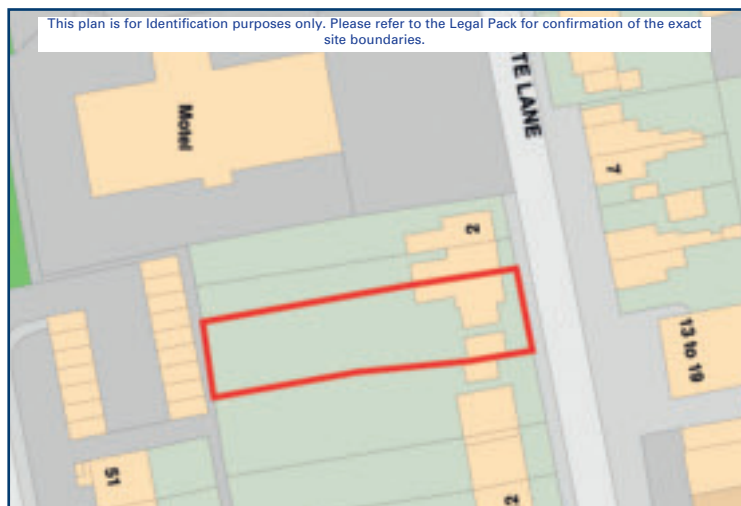 This plan is for Identification purposes only. Please refer to the Legal Pack for confirmation of the exact
site boundaries.
Motel
TE LANE
7
2
13 to 19
51
2